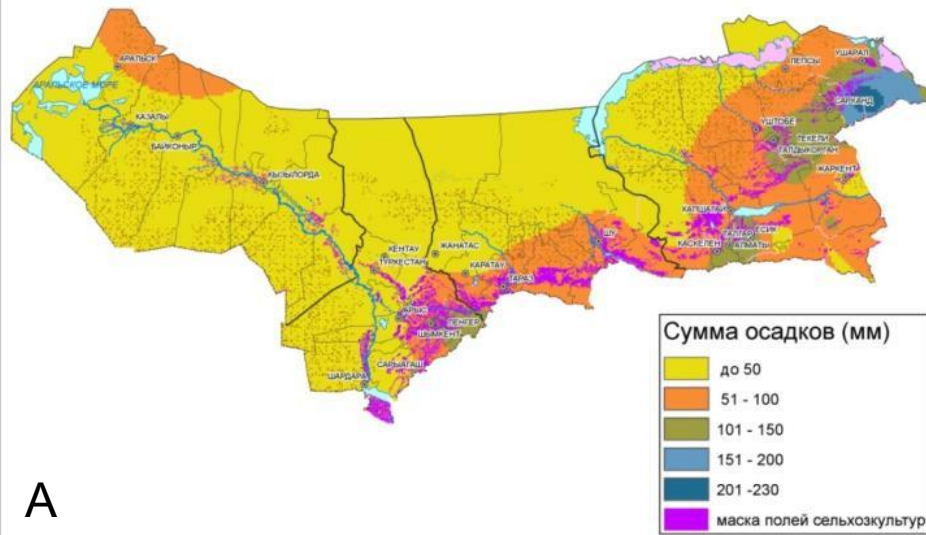 АРАЛЬСК
АРАЛЬСКОЕ МОРЕ
КАЗАЛЫ
БАЙКОНЫР
КЫЗЫЛОРДА
КЕНТАУ
ТУРКЕСТАН
ЖАНАТАС
КАРАТАУ
ТАРАЗ
ШУ
АРЫС
ЛЕНГЕР
ШЫМКЕНТ
САРЫАГАШ
ШАРДАРА
УШАРАЛ
ЛЕПСЫ
САРКАНД
УШТОБЕ
ТЕКЕЛИ
ТАЛДЫКОРГАН
ЖАРКЕНТ
КАПШАГАЙ
ТАЛГАР
ЕСИК
КАСКЕЛЕН
АЛМАТЫ
Сумма осадков (мм)
до 50
51 - 100
101 - 150
151 - 200
201 -230
маска полей сельхозкультур
А